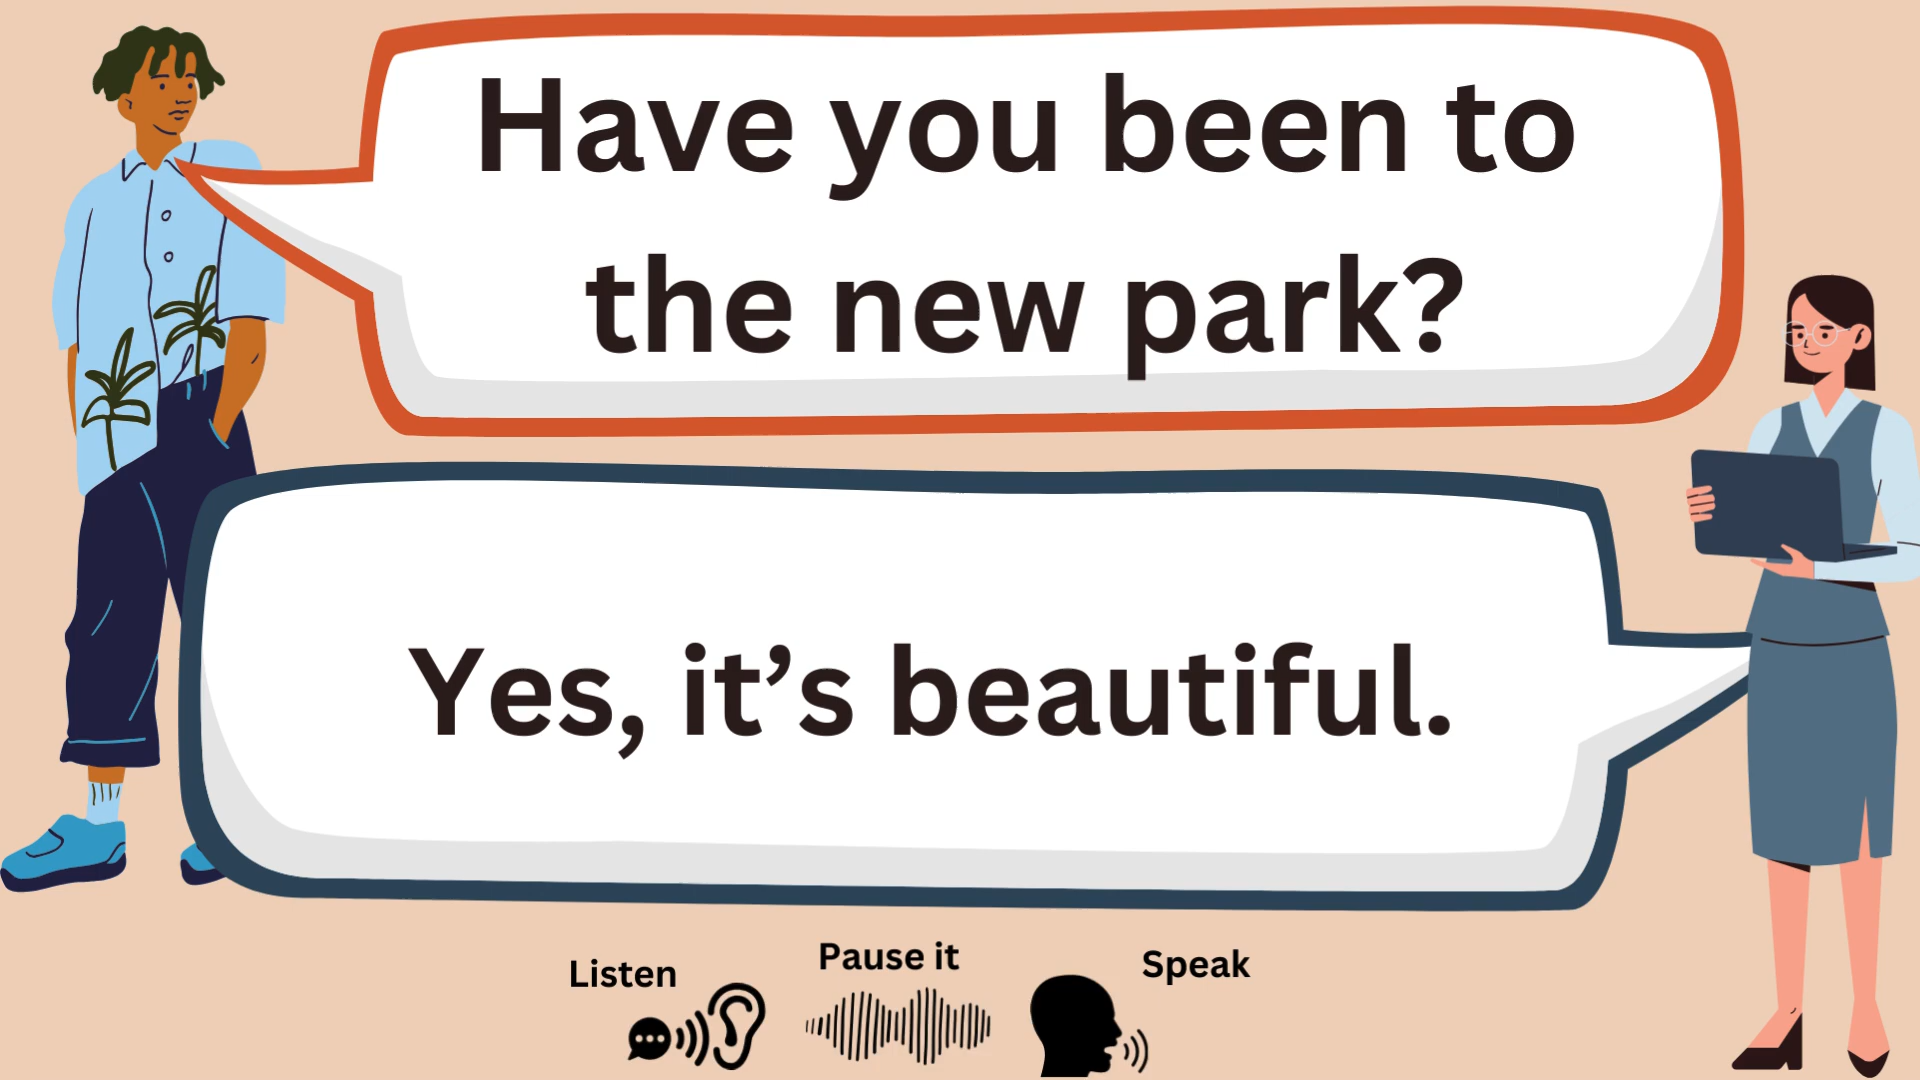 Have you been to
the new park?
Yes, it’s beautiful.
Listen
Pause it
Speak